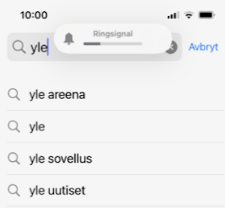 10:00
Ringsignal
yle
Avbryt
yle areena
yle
yle sovellus
yle uutiset